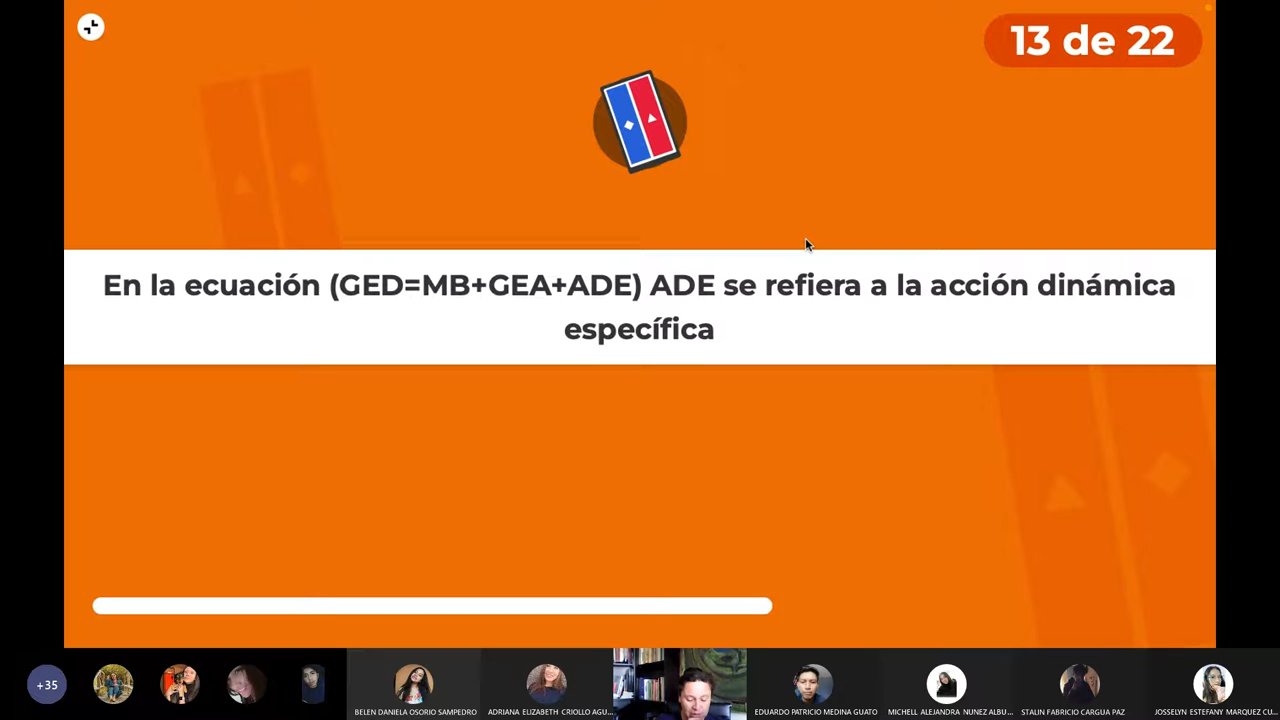 13 de 22
En la ecuación (GED=MB+GEA+ADE) ADE se refiera a la acción dinámica
específica
+35
BELEN DANIELA OSORIO SAMPEDRO
ADRIANA ELIZABETH CRIOLLO AGU...
EDUARDO PATRICIO MEDINA GUATO
MICHELL ALEJANDRA NUNEZ ALBU...
STALIN FABRICIO CARGUA PAZ
JOSSELYN ESTEFANY MARQUEZ CU...